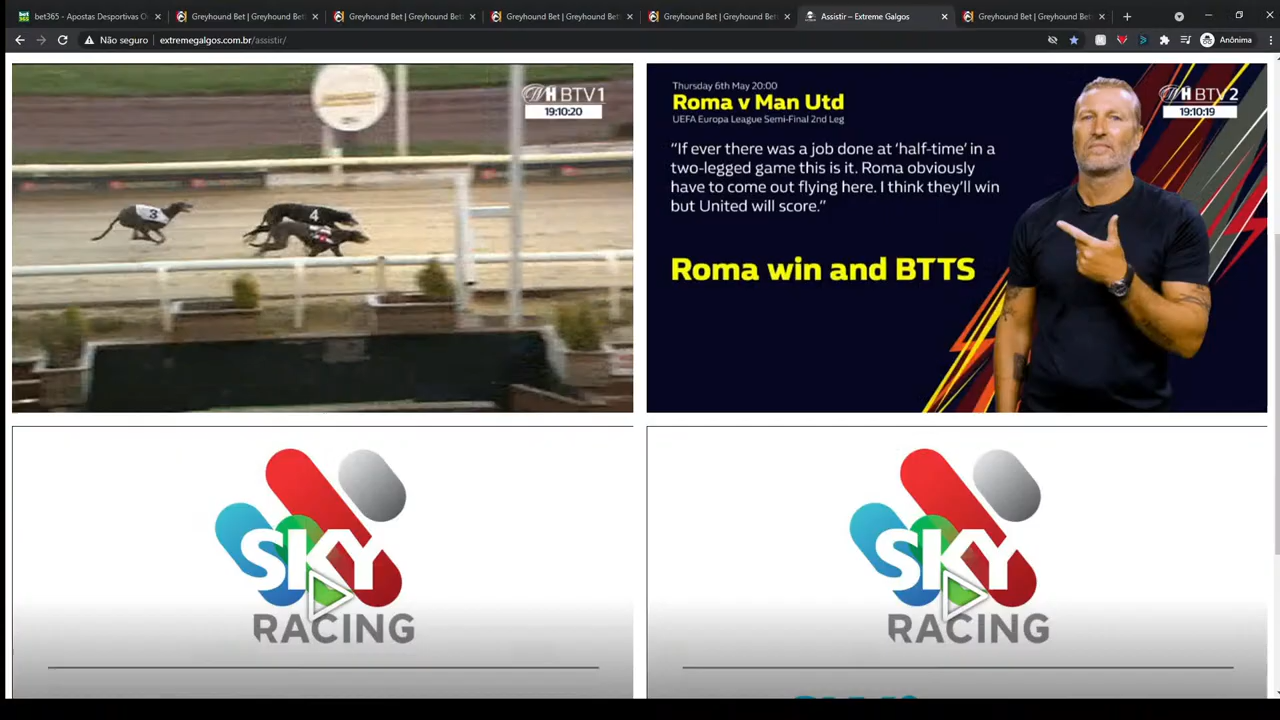 bet365 - Apostas Desportivas O
Greyhound Bet | Greyhound Bet
Greyhound Bet | Greyhound Bet
Greyhound Bet | Greyhound Bet
Greyhound Bet | Greyhound Bet
Assistir – Extreme Galgos
Greyhound Bet | Greyhound Bet
Não seguro
extremegalgos.com.br/assistir/
Anônima
WH BTV1
19:10:20
3
4
Thursday 6th May 20:00
Roma v Man Utd
UEFA Europa League Semi-Final 2nd Leg
WH BTV 2
19:10:19
"If ever there was a job done at 'half-time' in a
two-legged game this is it. Roma obviously
have to come out flying here. I think they'll win
but United will score."
Roma win and BTTS
SKY
RACING
SKY
RACING